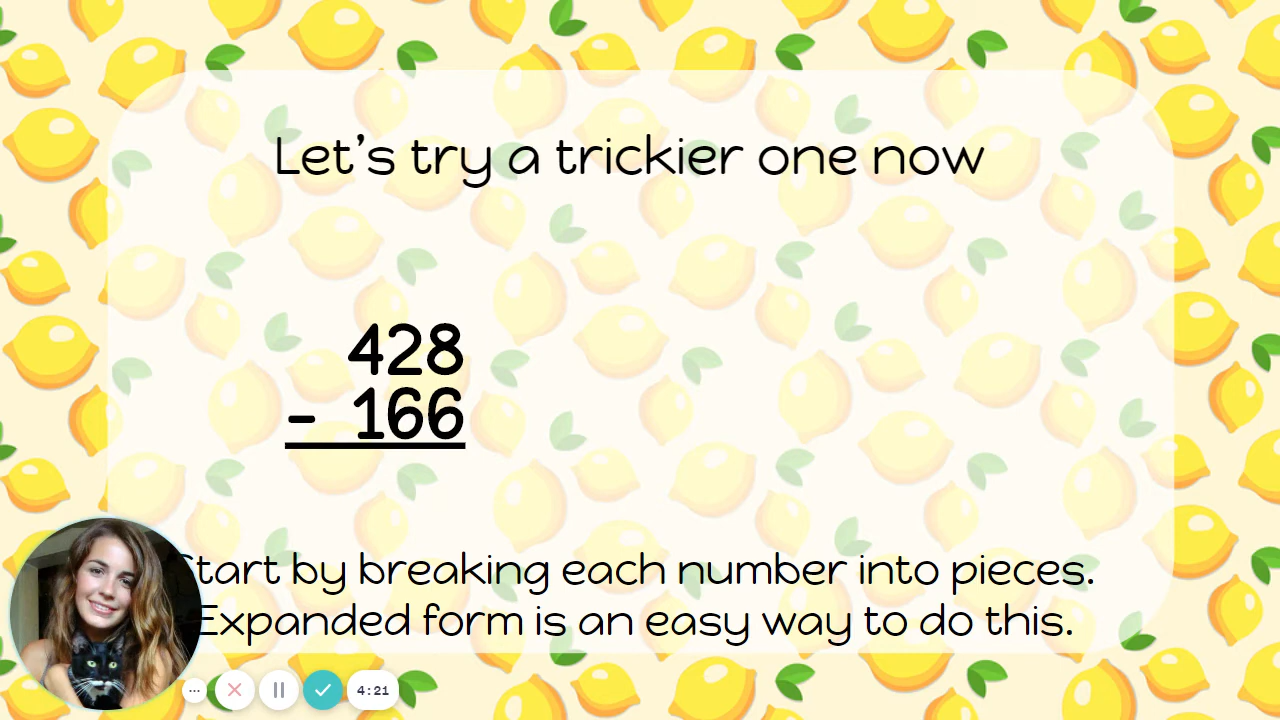 Let's try a trickier one now
428
- 166
Start by breaking each number into pieces.
Expanded form is an easy way to do this.
4:21